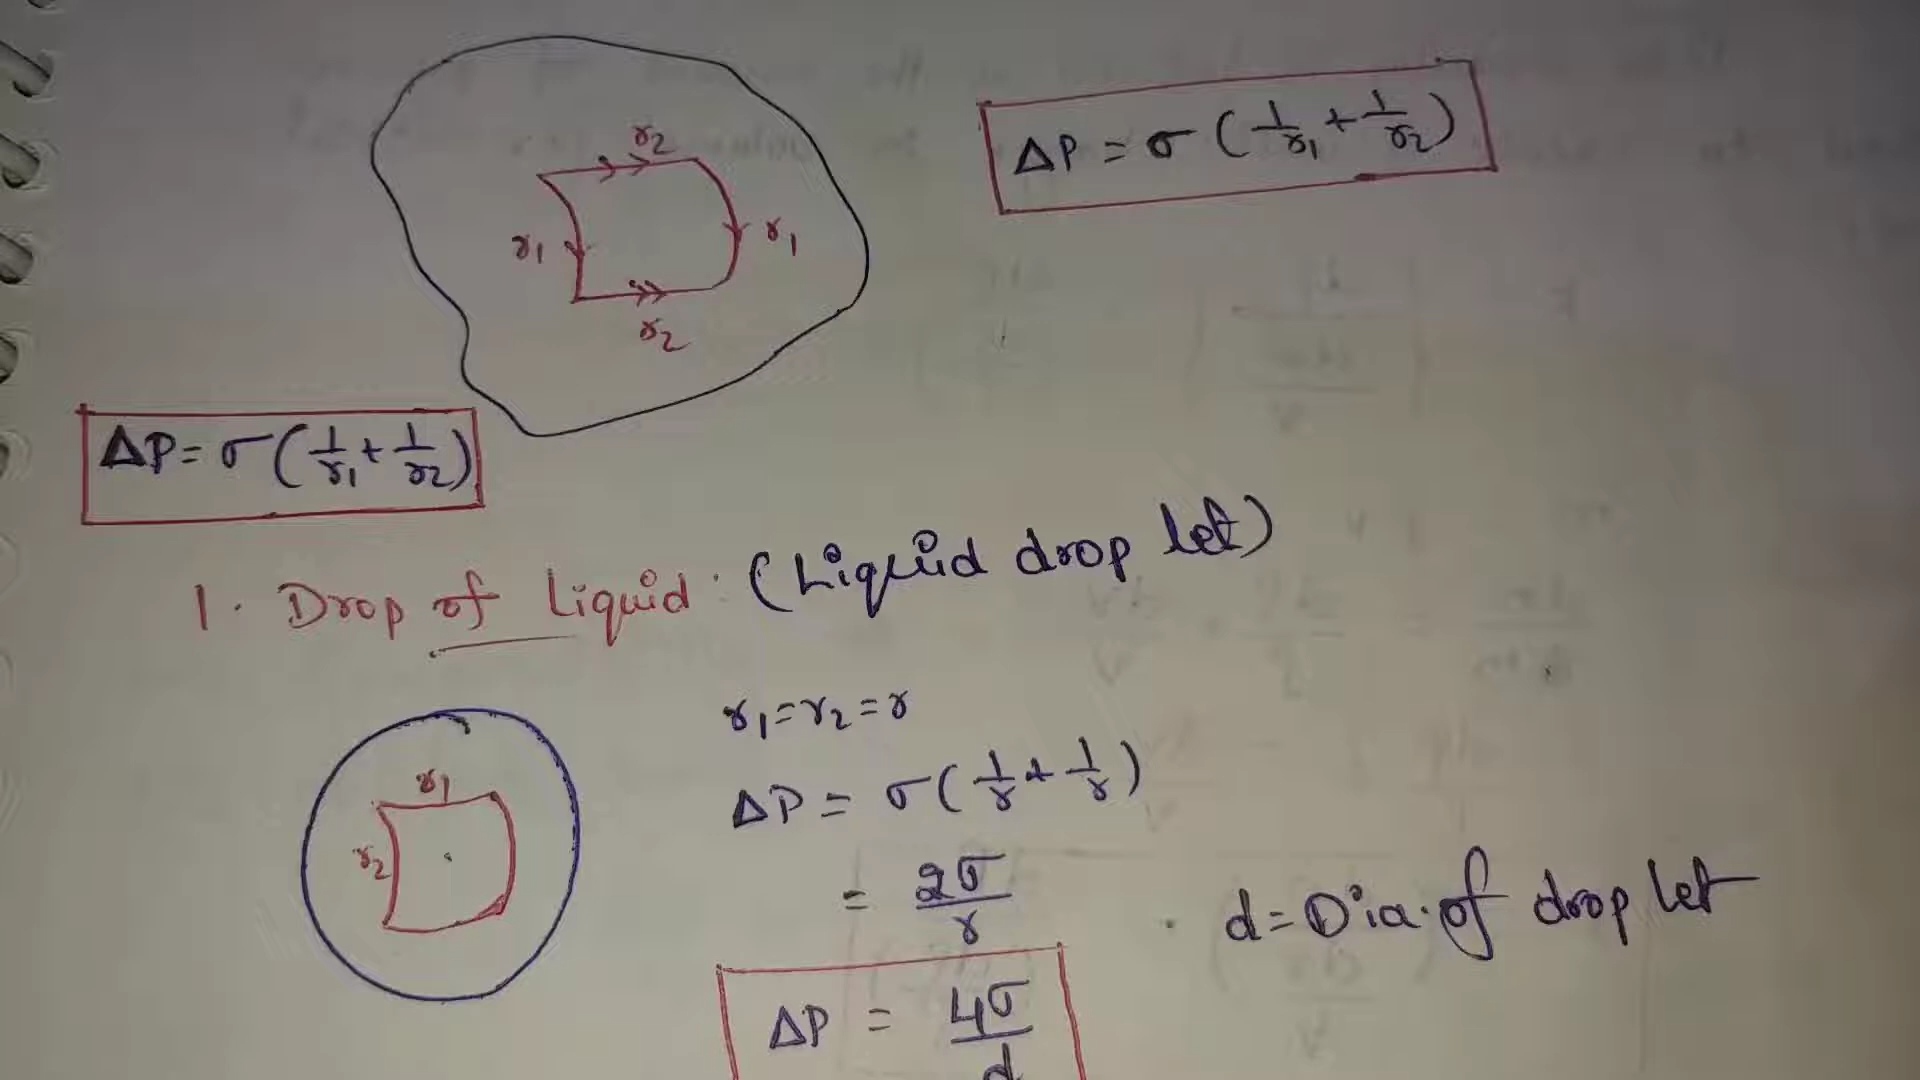 r2
r1
r1
r2
ΔP = σ ( 1/r1 + 1/r2 )
ΔP = σ ( 1/r1 + 1/r2 )
1. Drop of Liquid: (Liquid drop let)
r1
r2
r1 = r2 = r
ΔP = σ ( 1/r + 1/r )
= 2σ/r
d = Dia. of drop let
ΔP = 4σ/d